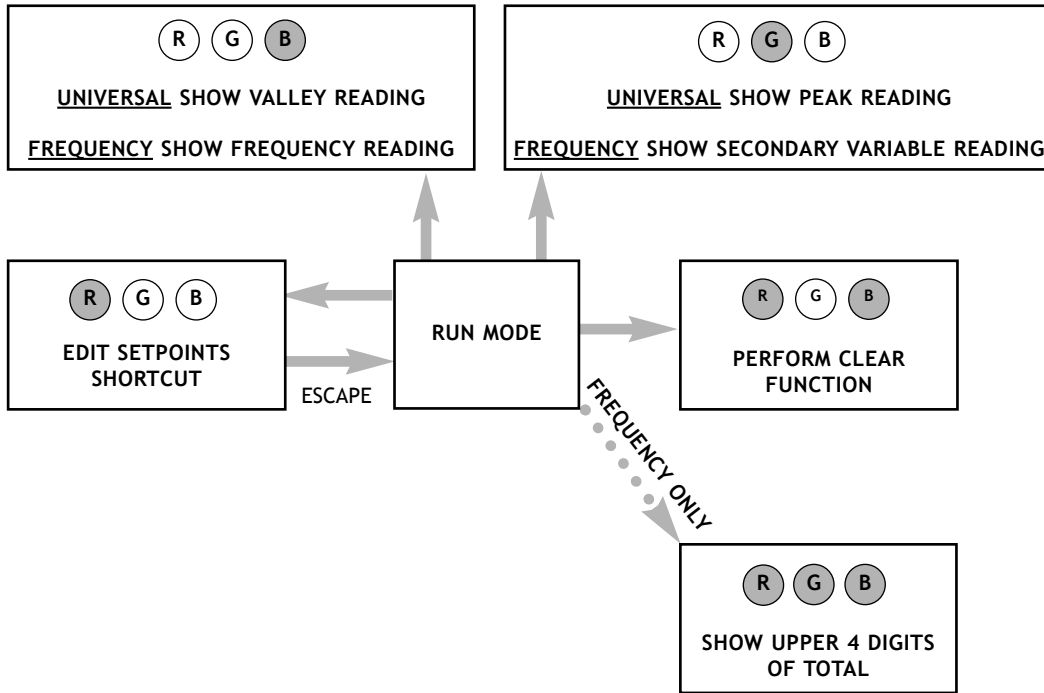 R G B
UNIVERSAL SHOW VALLEY READING
FREQUENCY SHOW FREQUENCY READING
R G B
UNIVERSAL SHOW PEAK READING
FREQUENCY SHOW SECONDARY VARIABLE READING
R G B
EDIT SETPOINTS
SHORTCUT
ESCAPE
RUN MODE
R G B
PERFORM CLEAR
FUNCTION
FREQUENCY ONLY
R G B
SHOW UPPER 4 DIGITS
OF TOTAL